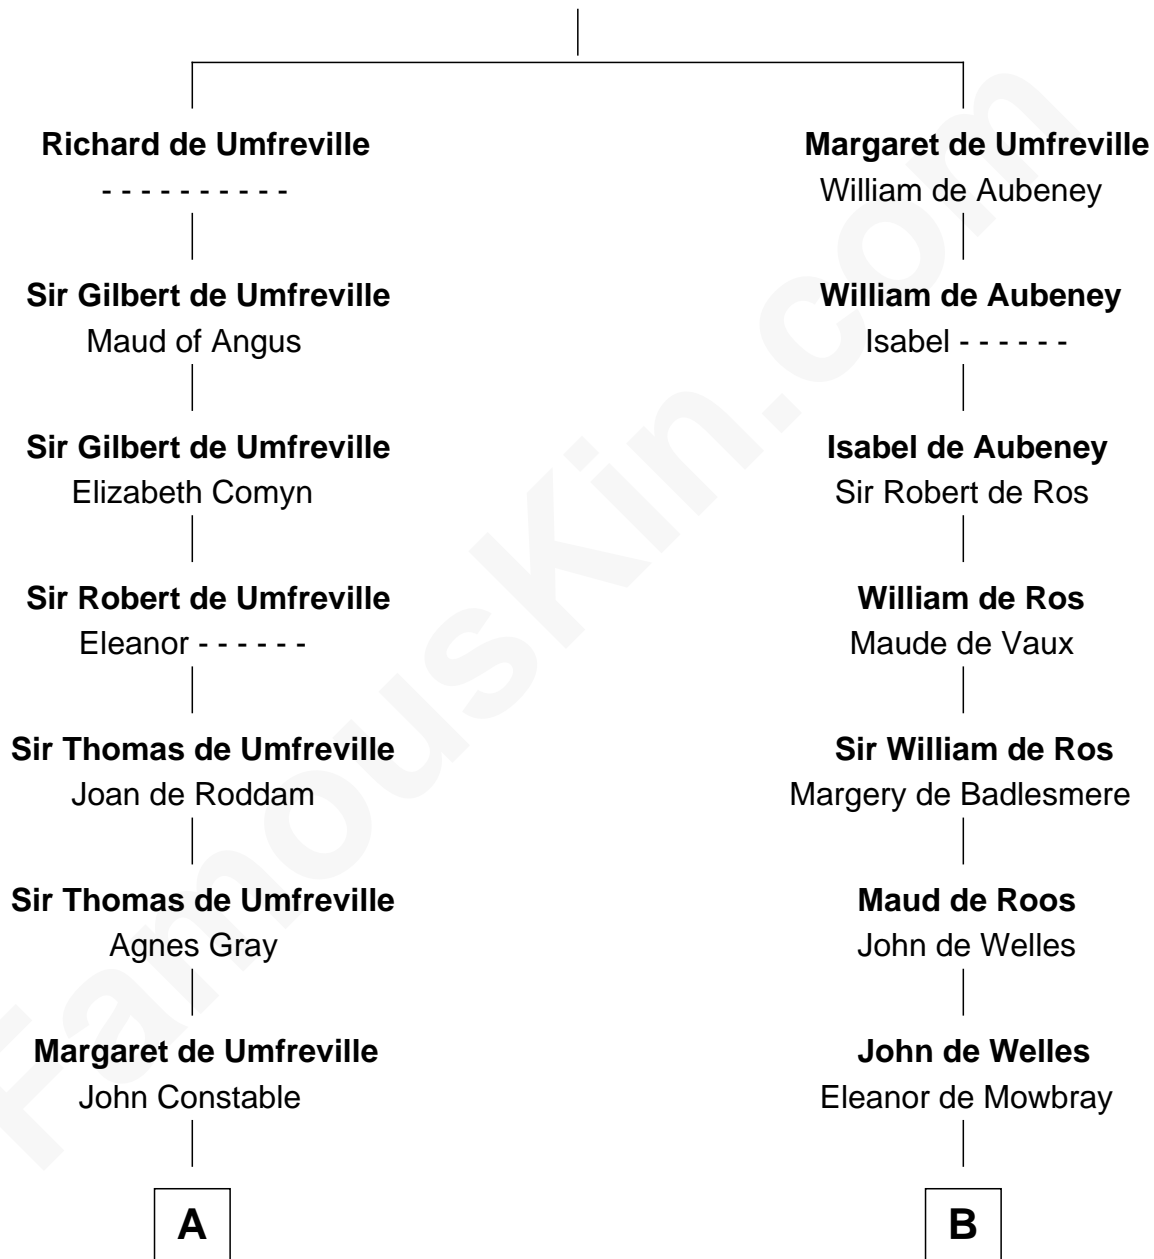 Richard de Umfreville
- - - - - - - - - -
Sir Gilbert de Umfreville
Maud of Angus
Sir Gilbert de Umfreville
Elizabeth Comyn
Sir Robert de Umfreville
Eleanor - - - - - -
Sir Thomas de Umfreville
Joan de Roddam
Sir Thomas de Umfreville
Agnes Gray
Margaret de Umfreville
John Constable
A
Margaret de Umfreville
William de Aubeney
William de Aubeney
Isabel - - - - - -
Isabel de Aubeney
Sir Robert de Ros
William de Ros
Maude de Vaux
Sir William de Ros
Margery de Badlesmere
Maud de Roos
John de Welles
John de Welles
Eleanor de Mowbray
B
FamousKin.com